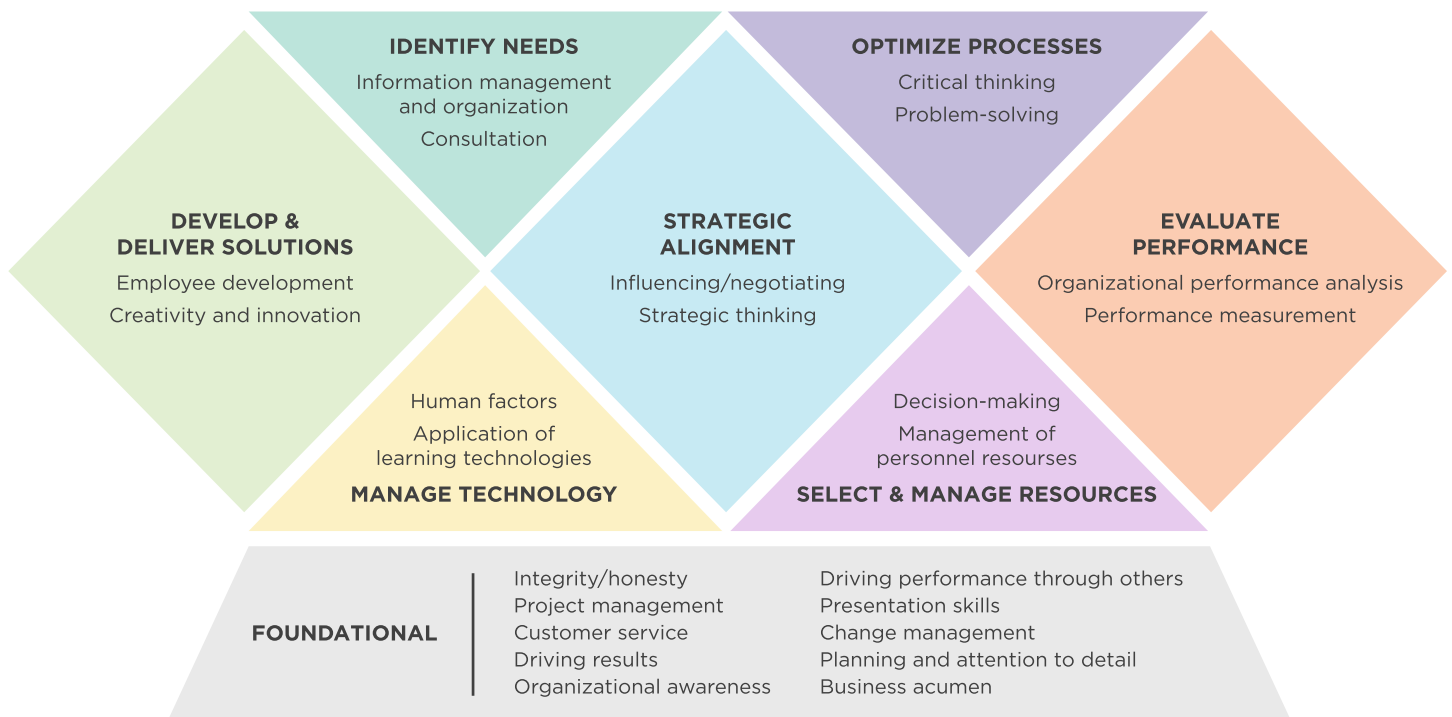 IDENTIFY NEEDS
Information management
and organization
Consultation
OPTIMIZE PROCESSES
Critical thinking
Problem-solving
DEVELOP &
DELIVER SOLUTIONS
Employee development
Creativity and innovation
STRATEGIC
ALIGNMENT
Influencing/negotiating
Strategic thinking
EVALUATE
PERFORMANCE
Organizational performance analysis
Performance measurement
Human factors
Application of
learning technologies
MANAGE TECHNOLOGY
Decision-making
Management of
personnel resourses
SELECT & MANAGE RESOURCES
FOUNDATIONAL
Integrity/honesty
Project management
Customer service
Driving results
Organizational awareness
Driving performance through others
Presentation skills
Change management
Planning and attention to detail
Business acumen